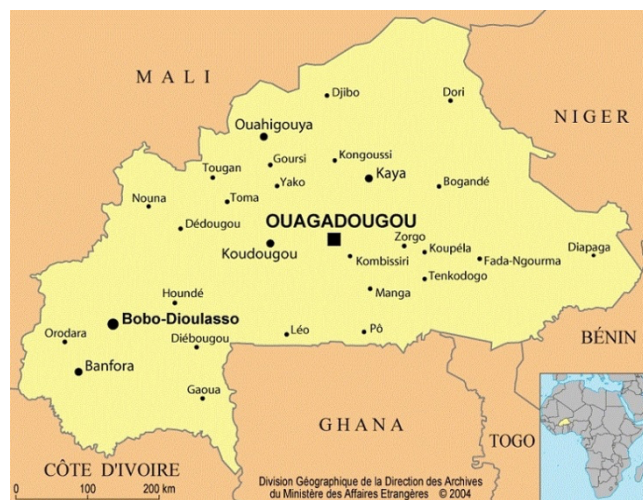 MALI
Djibo
Dori
NIGER
Ouahigouya
Goursi
Kongoussi
Tougan
Yako
Kaya
Bogandé
Nouna
Toma
Dédougou
OUAGADOUGOU
Koudougou
Zorgo
Koupéla
Diapaga
Kombissiri
Fada-Ngourma
Tenkodogo
Manga
Houndé
Bobo-Dioulasso
Orodara
Diébougou
Léo
Pô
BÉNIN
Banfora
Gaoua
GHANA
TOGO
CÔTE D'IVOIRE
0 100 200 km
Division Géographique de la Direction des Archives
du Ministère des Affaires Etrangères © 2004